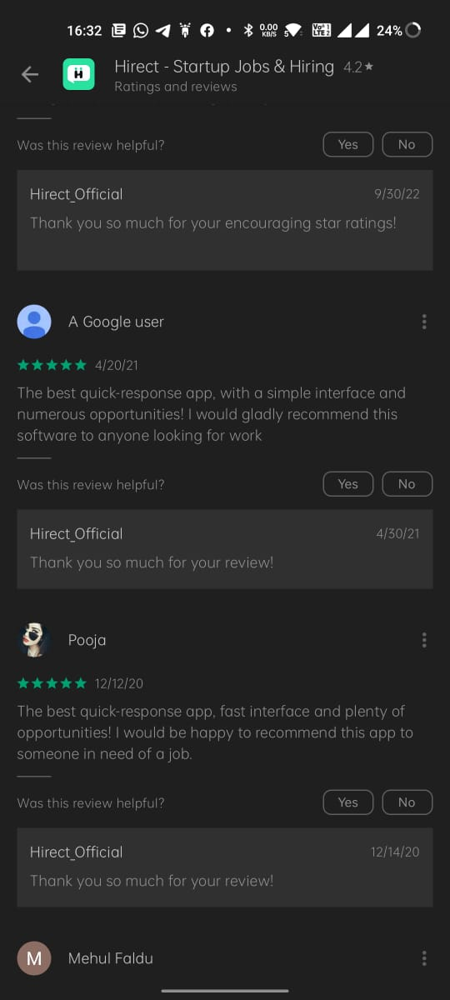 16:32
0.00
KB/S
5
Vo 1
LTE 2
24%
H
Hirect - Startup Jobs & Hiring 4.2★
Ratings and reviews
Was this review helpful? Yes No
Hirect_Official 9/30/22
Thank you so much for your encouraging star ratings!
A Google user
★★★★★ 4/20/21
The best quick-response app, with a simple interface and
numerous opportunities! I would gladly recommend this
software to anyone looking for work
Was this review helpful? Yes No
Hirect_Official 4/30/21
Thank you so much for your review!
Pooja
★★★★★ 12/12/20
The best quick-response app, fast interface and plenty of
opportunities! I would be happy to recommend this app to
someone in need of a job.
Was this review helpful? Yes No
Hirect_Official 12/14/20
Thank you so much for your review!
M Mehul Faldu